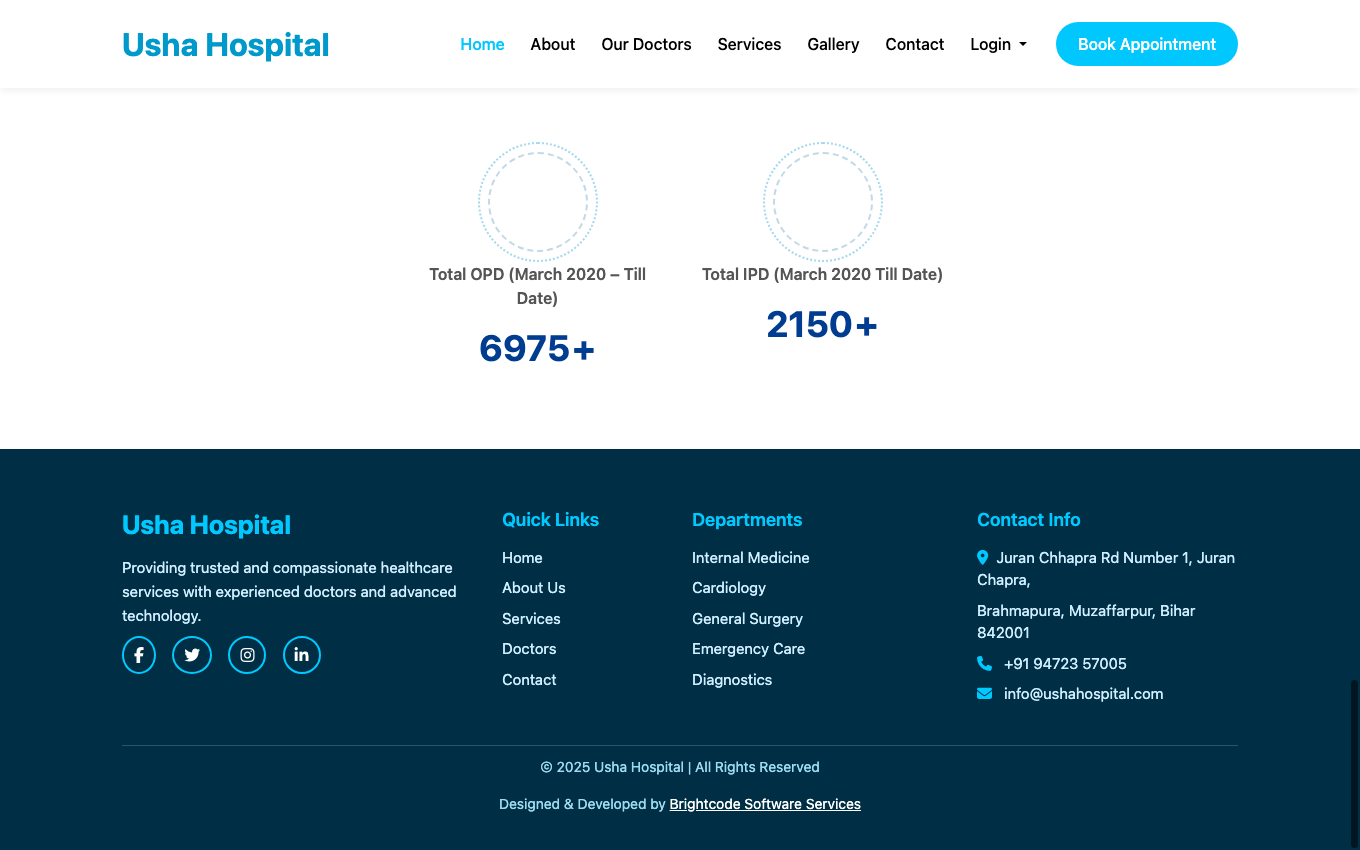 Usha Hospital
Home About Our Doctors Services Gallery Contact Login Book Appointment
Total OPD (March 2020 – Till
Date)
6975+
Total IPD (March 2020 Till Date)
2150+
Usha Hospital
Providing trusted and compassionate healthcare
services with experienced doctors and advanced
technology.
Quick Links
Home
About Us
Services
Doctors
Contact
Departments
Internal Medicine
Cardiology
General Surgery
Emergency Care
Diagnostics
Contact Info
Juran Chhapra Rd Number 1, Juran
Chapra,
Brahmapura, Muzaffarpur, Bihar
842001
+91 94723 57005
info@ushahospital.com
© 2025 Usha Hospital | All Rights Reserved
Designed & Developed by Brightcode Software Services